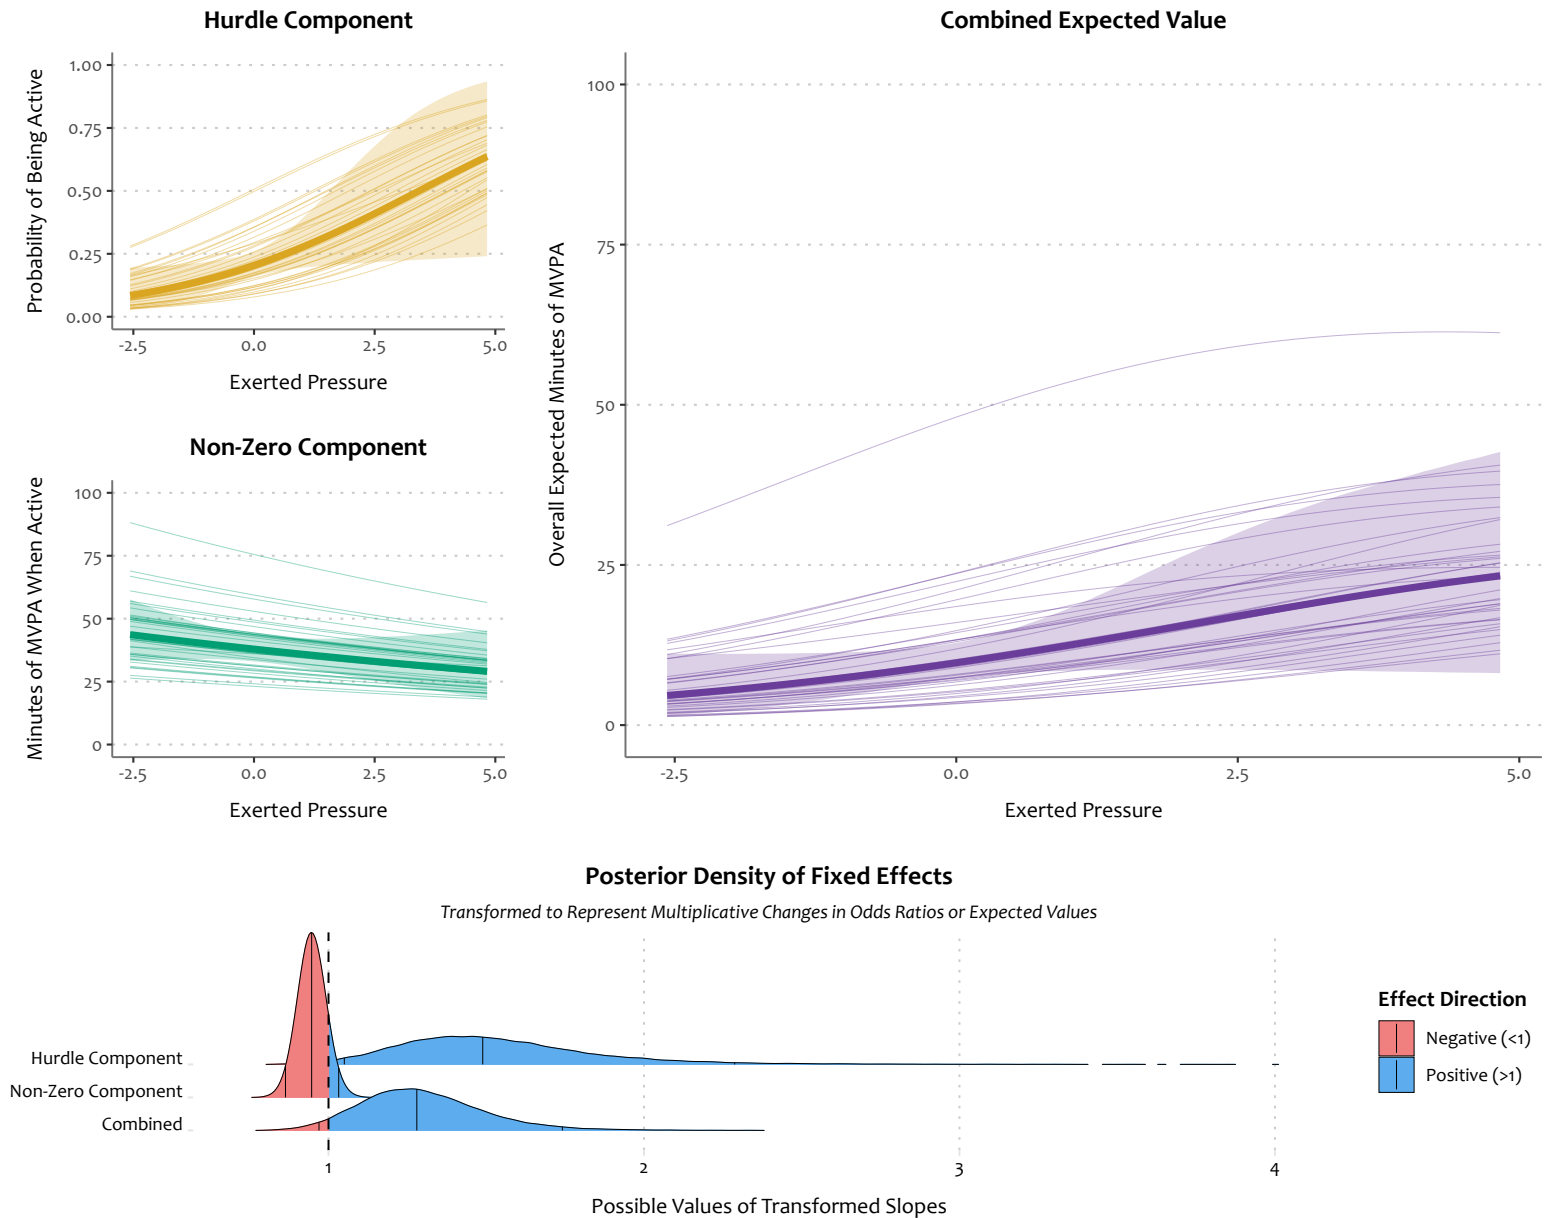 Hurdle Component
Probability of Being Active
1.00
0.75
0.50
0.25
0.00
-2.5
0.0
2.5
5.0
Exerted Pressure
Non-Zero Component
Minutes of MVPA When Active
100
75
50
25
0
-2.5
0.0
2.5
5.0
Exerted Pressure
Combined Expected Value
Overall Expected Minutes of MVPA
100
75
50
25
0
-2.5
0.0
2.5
5.0
Exerted Pressure
Posterior Density of Fixed Effects
Transformed to Represent Multiplicative Changes in Odds Ratios or Expected Values
Hurdle Component
Non-Zero Component
Combined
1
2
3
4
Possible Values of Transformed Slopes
Effect Direction
Negative (<1)
Positive (>1)